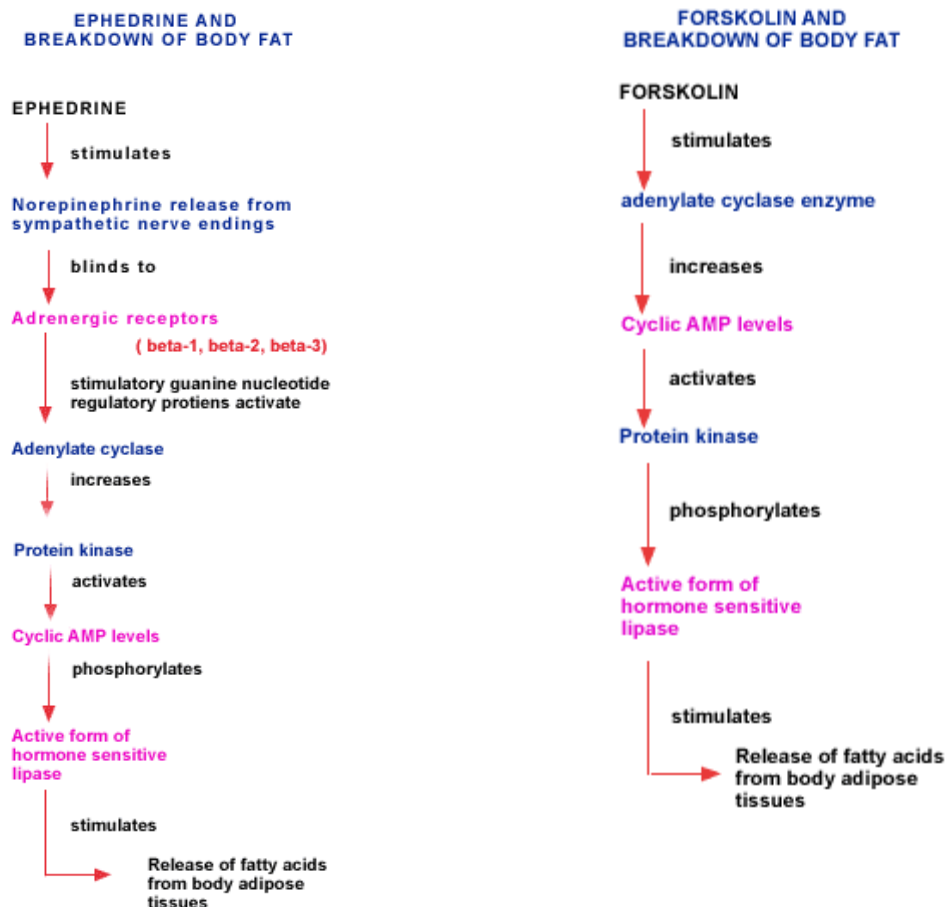 EPHEDRINE AND
BREAKDOWN OF BODY FAT
EPHEDRINE
stimulates
Norepinephrine release from
sympathetic nerve endings
blinds to
Adrenergic receptors
( beta-1, beta-2, beta-3)
stimulatory guanine nucleotide
regulatory protiens activate
Adenylate cyclase
increases
Protein kinase
activates
Cyclic AMP levels
phosphorylates
Active form of
hormone sensitive
lipase
stimulates
Release of fatty acids
from body adipose
tissues
FORSKOLIN AND
BREAKDOWN OF BODY FAT
FORSKOLIN
stimulates
adenylate cyclase enzyme
increases
Cyclic AMP levels
activates
Protein kinase
phosphorylates
Active form of
hormone sensitive
lipase
stimulates
Release of fatty acids
from body adipose
tissues